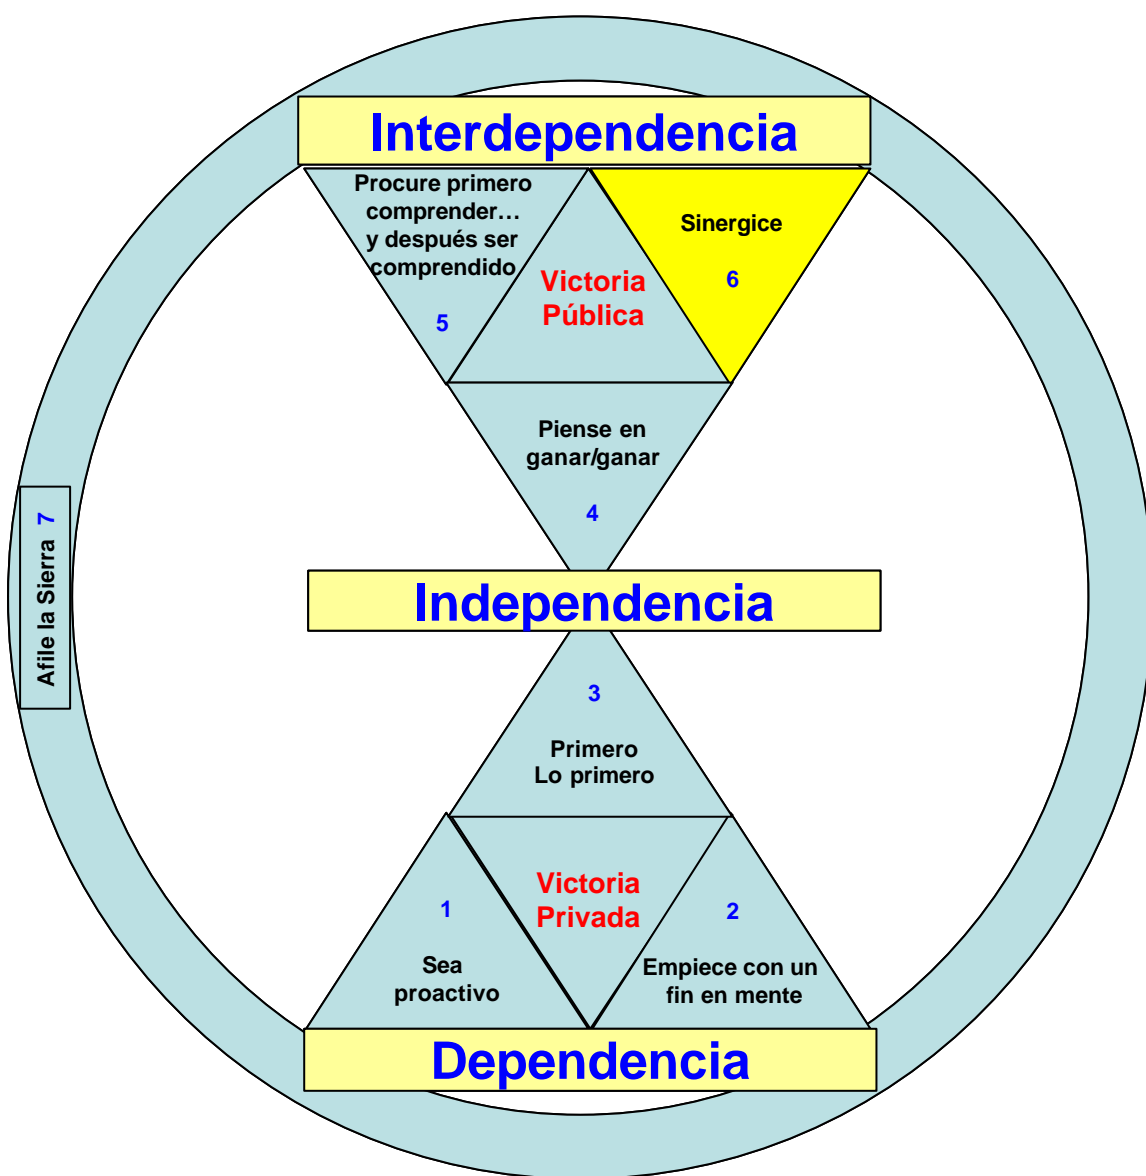 Interdependencia
Procure primero
comprender…
y después ser
comprendido
5
Victoria
Pública
Sinergice
6
Piense en
ganar/ganar
4
Afile la Sierra 7
Independencia
3
Primero
Lo primero
Victoria
Privada
1
Sea
proactivo
2
Empiece con un
fin en mente
Dependencia